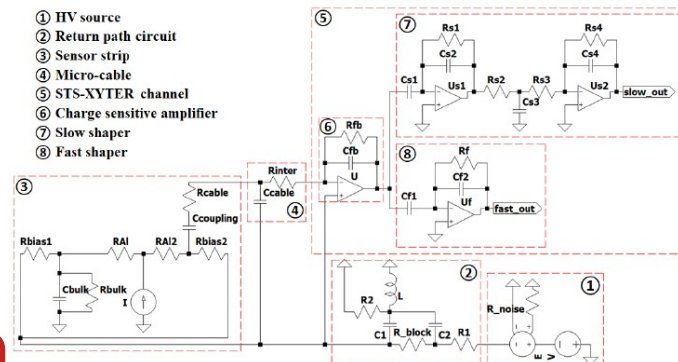 ① HV source
② Return path circuit
③ Sensor strip
④ Micro-cable
⑤ STS-XYTER channel
⑥ Charge sensitive amplifier
⑦ Slow shaper
⑧ Fast shaper
⑤
⑦
Rs1
Cs2
Cs1
Us1
Rs2
Rs3
Cs3
Rs4
Cs4
Us2
slow_out
⑥
Rfb
Cfb
U
⑧
Rf
Cf2
Cf1
Uf
fast_out
③
Rcable
Ccoupling
Rinter
Ccable
④
Rbias1
RAl
RAl2
Rbias2
Cbulk
Rbulk
I
②
R2
L
C1
R_block
C2
R1
①
R_noise
E
V